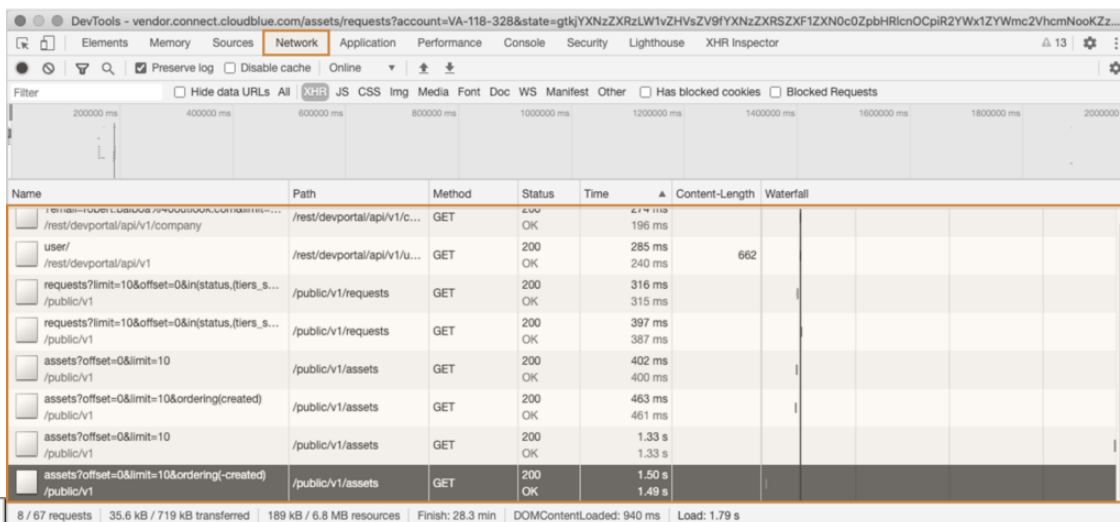 DevTools - vendor.connect.cloudblue.com/assets/requests?account=VA-118-328&state=gtkjYXNzZXRzLW1vZHVsZV9fYXNzZXRSZXF1ZXN0c0ZpbHRlcnOCpiR2YWx1ZYWmc2VhcmNooKZz...
Elements Memory Sources Network Application Performance Console Security Lighthouse XHR Inspector 13
Preserve log Disable cache Online
Filter Hide data URLs All XHR JS CSS Img Media Font Doc WS Manifest Other Has blocked cookies Blocked Requests
200000 ms 400000 ms 600000 ms 800000 ms 1000000 ms 1200000 ms 1400000 ms 1600000 ms 1800000 ms 2000000
Name Path Method Status Time Content-Length Waterfall
/rest/devportal/api/v1/c... GET 200 274 ms
/rest/devportal/api/v1/company OK 196 ms
user/ /rest/devportal/api/v1/u... GET 200 285 ms 662
/rest/devportal/api/v1 OK 240 ms
requests?limit=10&offset=0&in(status,(tiers_s... /public/v1/requests GET 200 316 ms
/public/v1 OK 315 ms
requests?limit=10&offset=0&in(status,(tiers_s... /public/v1/requests GET 200 397 ms
/public/v1 OK 387 ms
assets?offset=0&limit=10 /public/v1/assets GET 200 402 ms
/public/v1 OK 400 ms
assets?offset=0&limit=10&ordering(created) /public/v1/assets GET 200 463 ms
/public/v1 OK 461 ms
assets?offset=0&limit=10 /public/v1/assets GET 200 1.33 s
/public/v1 OK 1.33 s
assets?offset=0&limit=10&ordering(-created) /public/v1/assets GET 200 1.50 s
/public/v1 OK 1.49 s
8 / 67 requests 35.6 kB / 719 kB transferred 189 kB / 6.8 MB resources Finish: 28.3 min DOMContentLoaded: 940 ms Load: 1.79 s